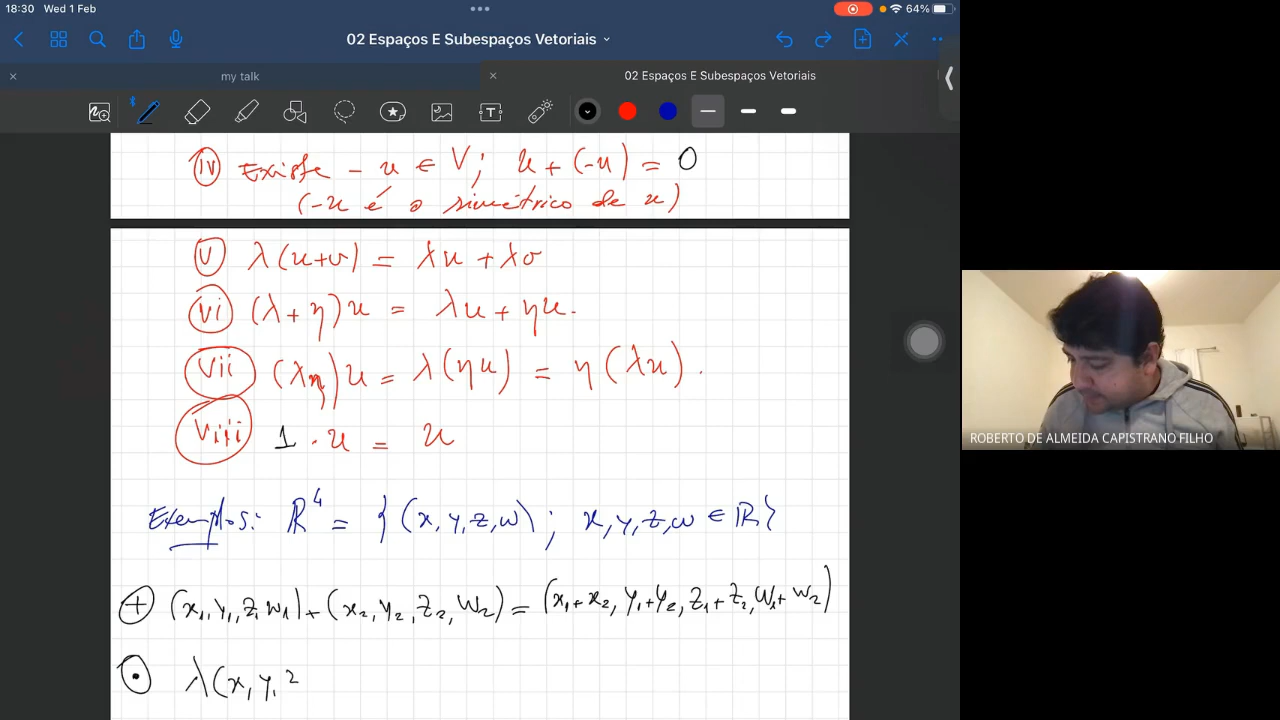 18:30 Wed 1 Feb
64%
02 Espaços E Subespaços Vetoriais
my talk
02 Espaços E Subespaços Vetoriais
T
iv Existe -u ∈ V; u + (-u) = 0
(-u é o simétrico de u)
v λ(u+v) = λu + λv
vi (λ+η)u = λu + ηu.
vii (λη)u = λ(ηu) = η(λu).
viii 1 · u = u
Exemplos: ℝ⁴ = {(x, y, z, w); x, y, z, w ∈ ℝ}
+ (x₁, y₁, z₁ w₁) + (x₂, y₂, z₂, w₂) = (x₁+x₂, y₁+y₂, z₁+z₂, w₁+w₂)
· λ(x, y, z
ROBERTO DE ALMEIDA CAPISTRANO FILHO